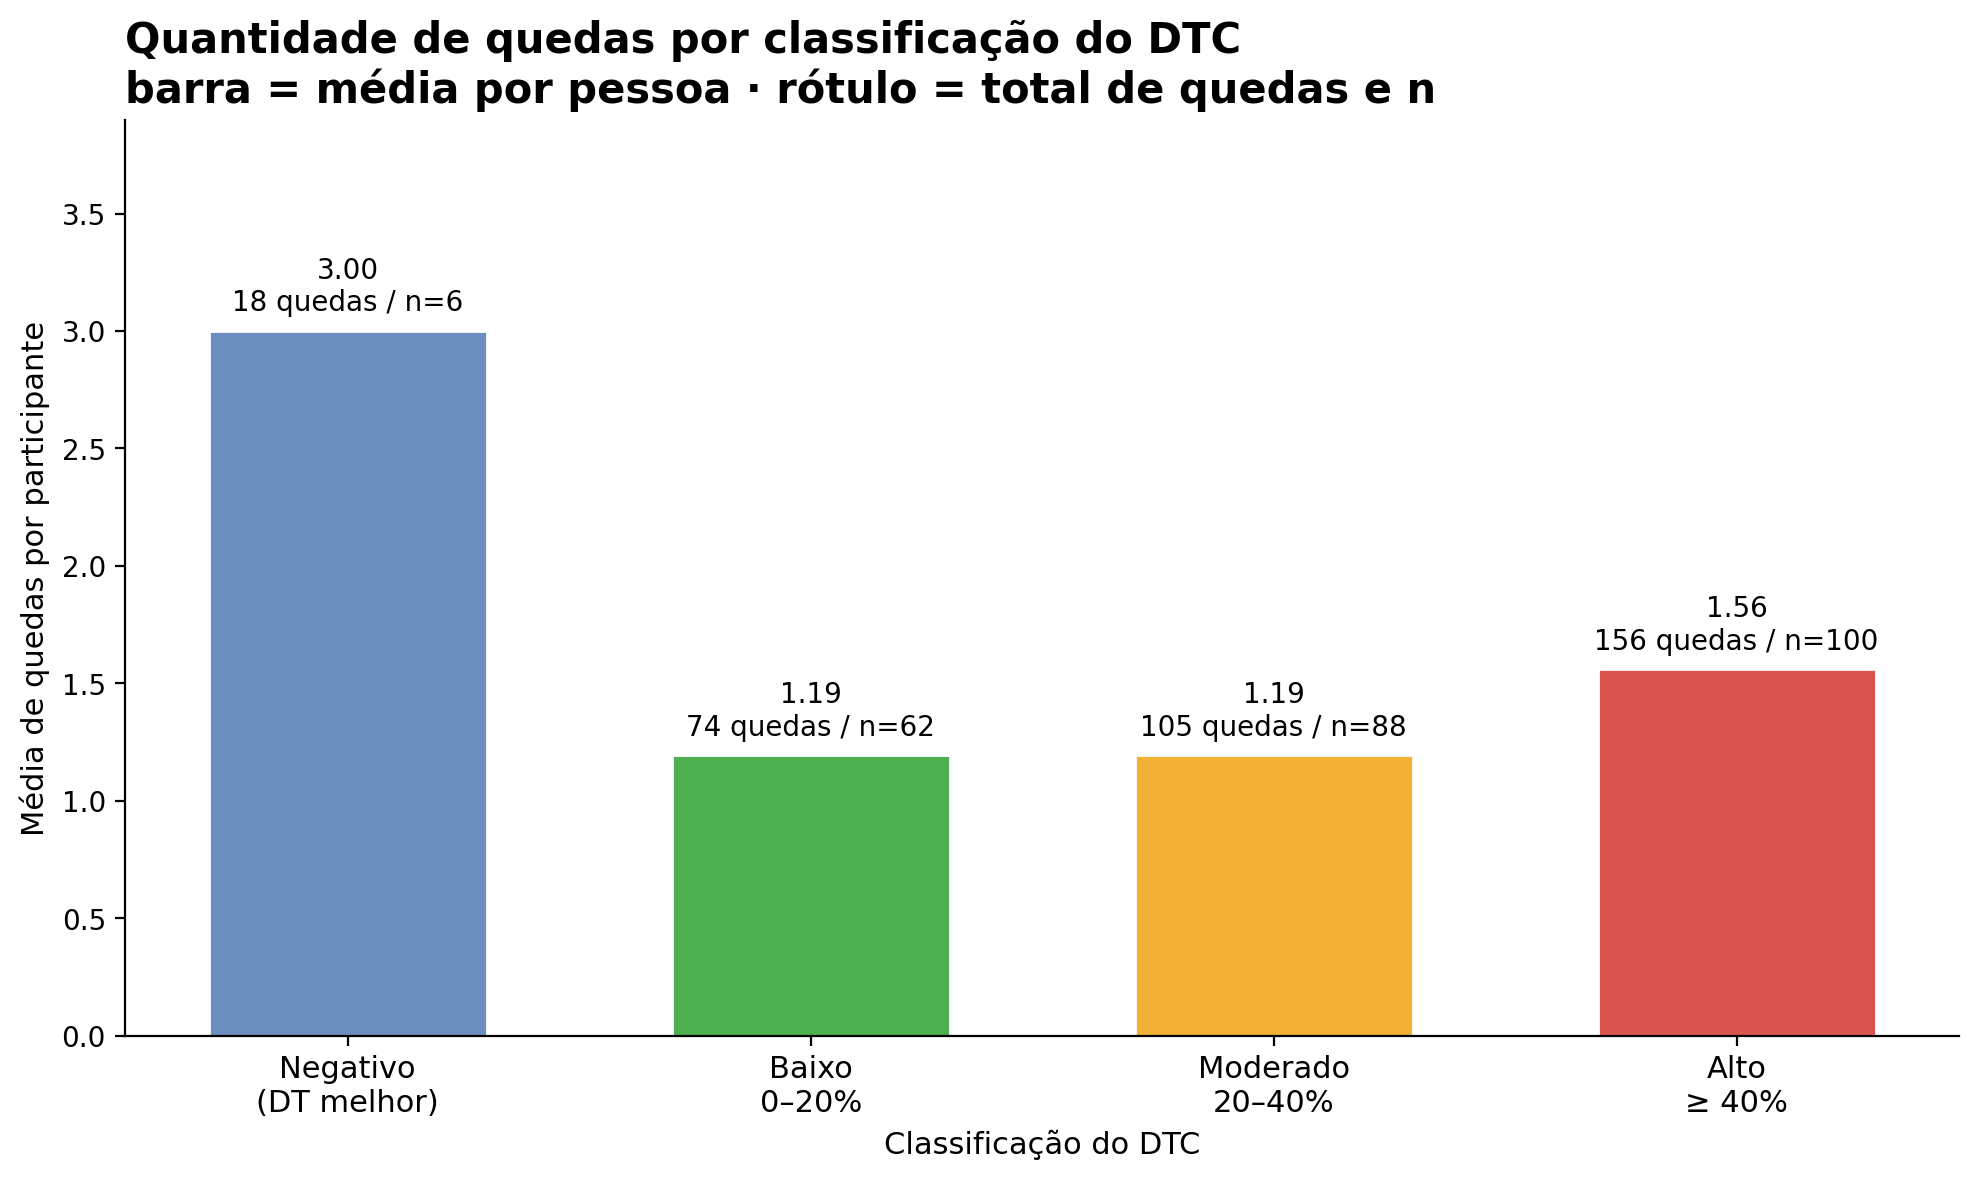 Quantidade de quedas por classificação do DTC
barra = média por pessoa · rótulo = total de quedas e n
Média de quedas por participante
3.5
3.0
2.5
2.0
1.5
1.0
0.5
0.0
3.00
18 quedas / n=6
1.19
74 quedas / n=62
1.19
105 quedas / n=88
1.56
156 quedas / n=100
Negativo
(DT melhor)
Baixo
0–20%
Moderado
20–40%
Alto
≥ 40%
Classificação do DTC